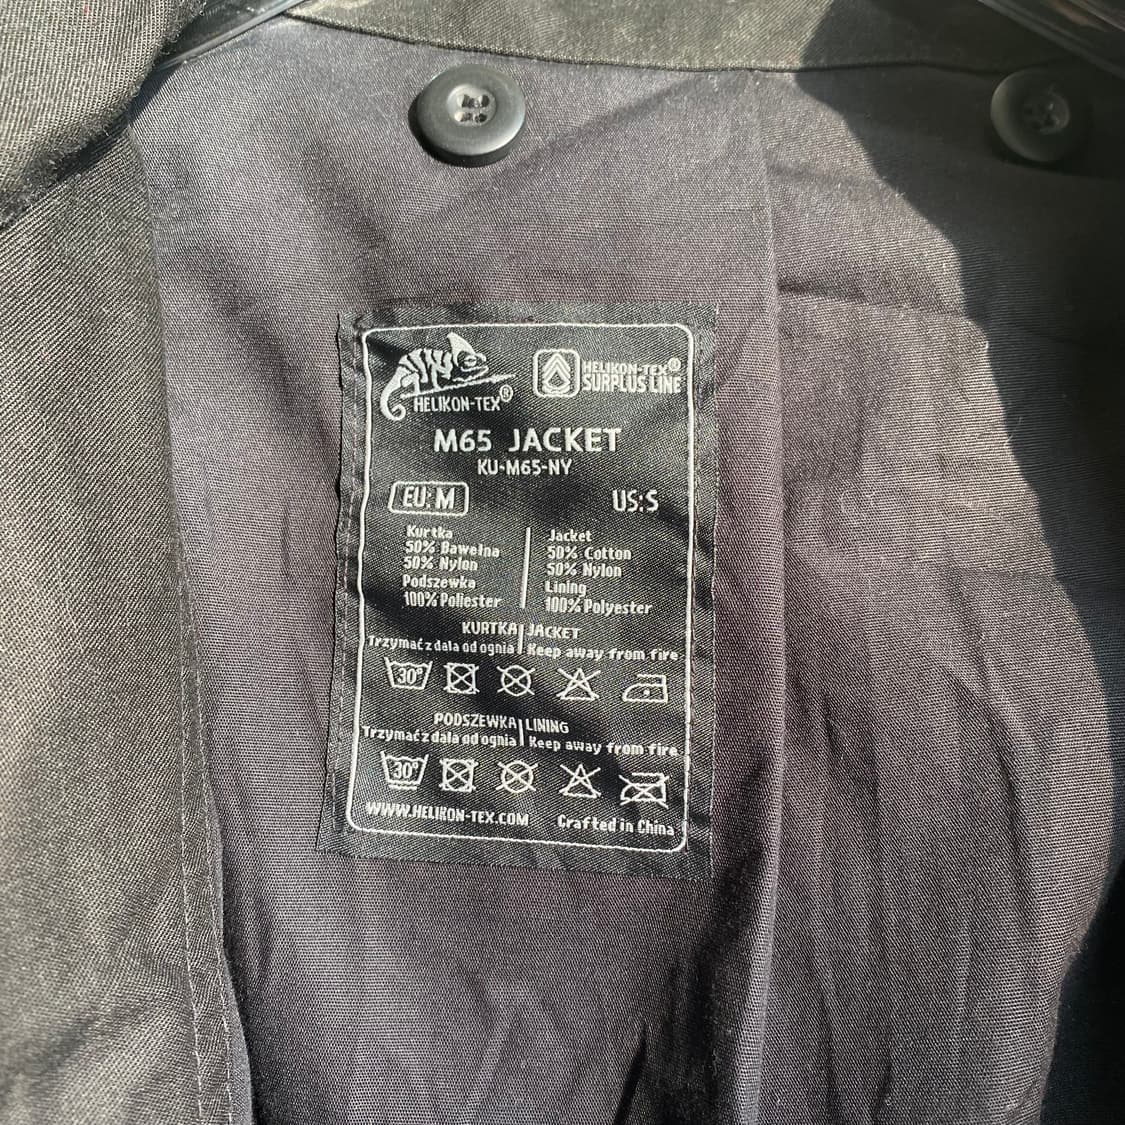 HELIKON-TEX®
HELIKON-TEX®
SURPLUS LINE
M65 JACKET
KU-M65-NY
EU: M
US:S
Kurtka
50% Bawełna
50% Nylon
Podszewka
100% Poliester
Jacket
50% Cotton
50% Nylon
Lining
100% Polyester
KURTKA | JACKET
Trzymać z dala od ognia | Keep away from fire
30°
PODSZEWKA | LINING
Trzymać z dala od ognia | Keep away from fire
30°
WWW.HELIKON-TEX.COM
Crafted in China